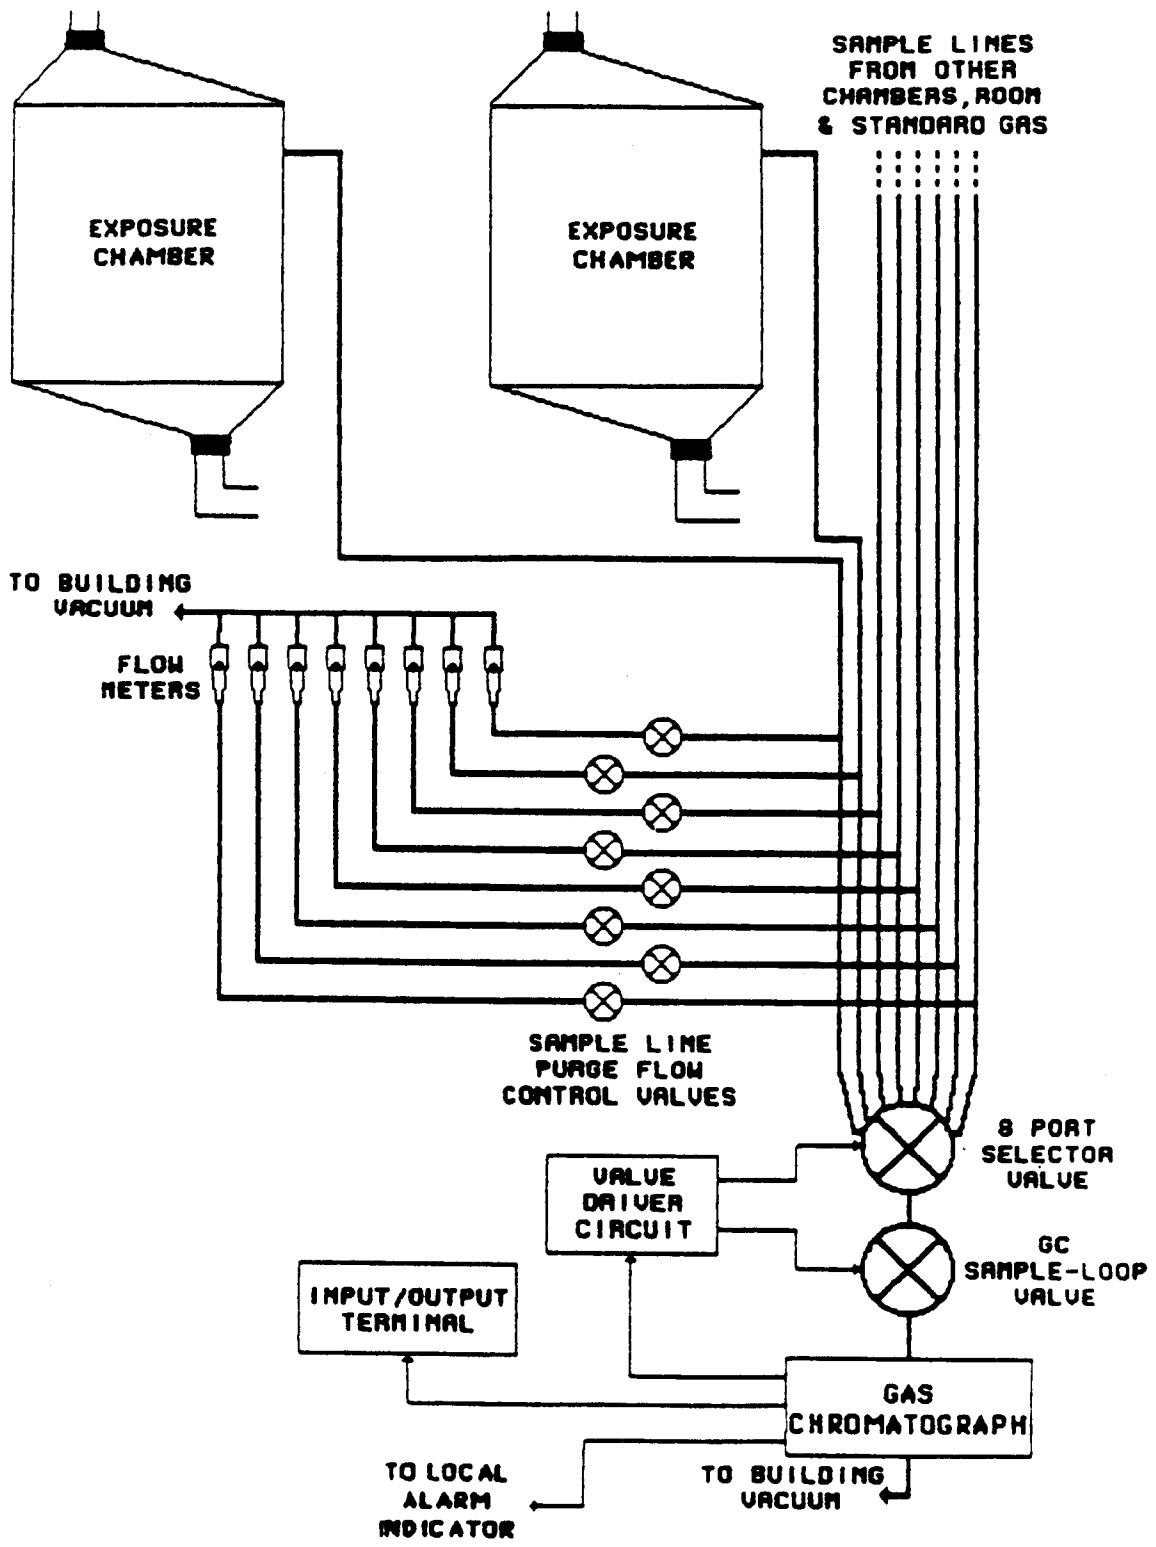 SAMPLE LINES
FROM OTHER
CHAMBERS, ROOM
& STANDARD GAS
EXPOSURE
CHAMBER
EXPOSURE
CHAMBER
TO BUILDING
VACUUM
FLOW
METERS
SAMPLE LINE
PURGE FLOW
CONTROL VALVES
8 PORT
SELECTOR
VALVE
VALVE
DRIVER
CIRCUIT
GC
SAMPLE-LOOP
VALVE
INPUT/OUTPUT
TERMINAL
GAS
CHROMATOGRAPH
TO LOCAL
ALARM
INDICATOR
TO BUILDING
VACUUM